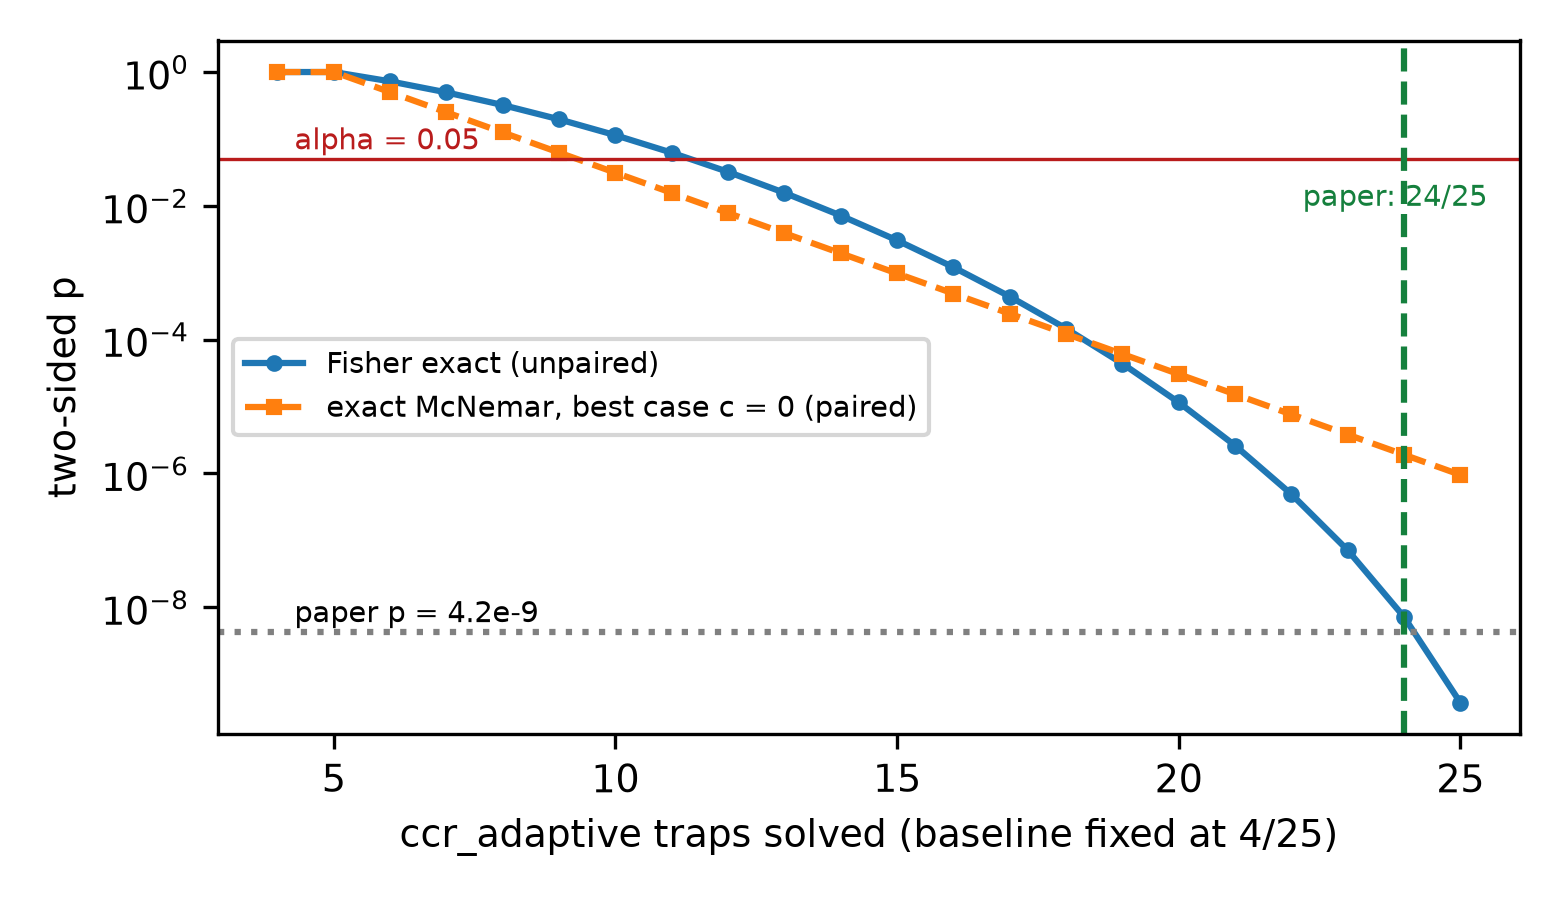 10⁰
alpha = 0.05
10⁻²
paper: 24/25
10⁻⁴
Fisher exact (unpaired)
exact McNemar, best case c = 0 (paired)
two-sided p
10⁻⁶
10⁻⁸
paper p = 4.2e-9
5 10 15 20 25
ccr_adaptive traps solved (baseline fixed at 4/25)